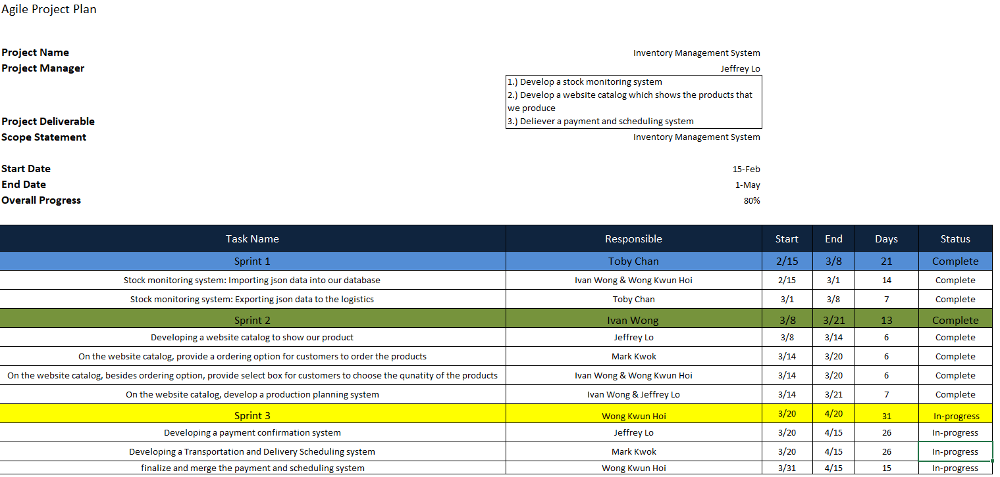 Agile Project Plan
Project Name Inventory Management System
Project Manager Jeffrey Lo
1.) Develop a stock monitoring system
2.) Develop a website catalog which shows the products that
we produce
Project Deliverable 3.) Deliever a payment and scheduling system
Scope Statement Inventory Management System
Start Date 15-Feb
End Date 1-May
Overall Progress 80%
Task Name Responsible Start End Days Status
Sprint 1 Toby Chan 2/15 3/8 21 Complete
Stock monitoring system: Importing json data into our database Ivan Wong & Wong Kwun Hoi 2/15 3/1 14 Complete
Stock monitoring system: Exporting json data to the logistics Toby Chan 3/1 3/8 7 Complete
Sprint 2 Ivan Wong 3/8 3/21 13 Complete
Developing a website catalog to show our product Jeffrey Lo 3/8 3/14 6 Complete
On the website catalog, provide a ordering option for customers to order the products Mark Kwok 3/14 3/20 6 Complete
On the website catalog, besides ordering option, provide select box for customers to choose the qunatity of the products Ivan Wong & Wong Kwun Hoi 3/14 3/20 6 Complete
On the website catalog, develop a production planning system Ivan Wong & Jeffrey Lo 3/14 3/21 7 Complete
Sprint 3 Wong Kwun Hoi 3/20 4/20 31 In-progress
Developing a payment confirmation system Jeffrey Lo 3/20 4/15 26 In-progress
Developing a Transportation and Delivery Scheduling system Mark Kwok 3/20 4/15 26 In-progress
finalize and merge the payment and scheduling system Wong Kwun Hoi 3/31 4/15 15 In-progress